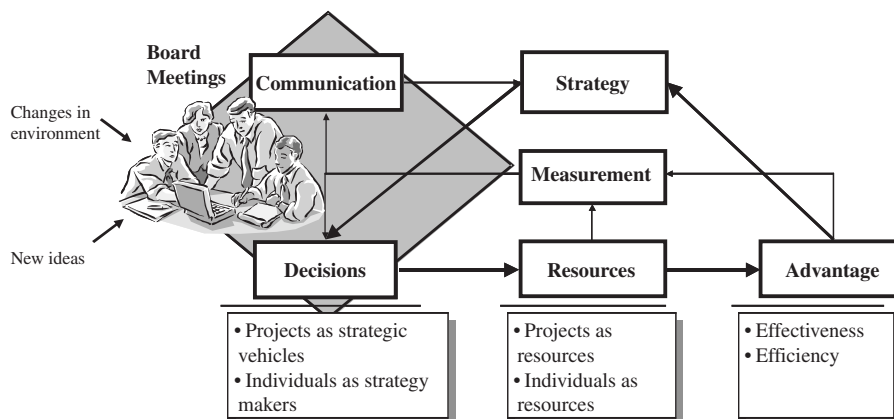 Board
Meetings
Communication
Strategy
Changes in
environment
Measurement
New ideas
Decisions
Resources
Advantage
• Projects as strategic
vehicles
• Individuals as strategy
makers
• Projects as
resources
• Individuals as
resources
• Effectiveness
• Efficiency